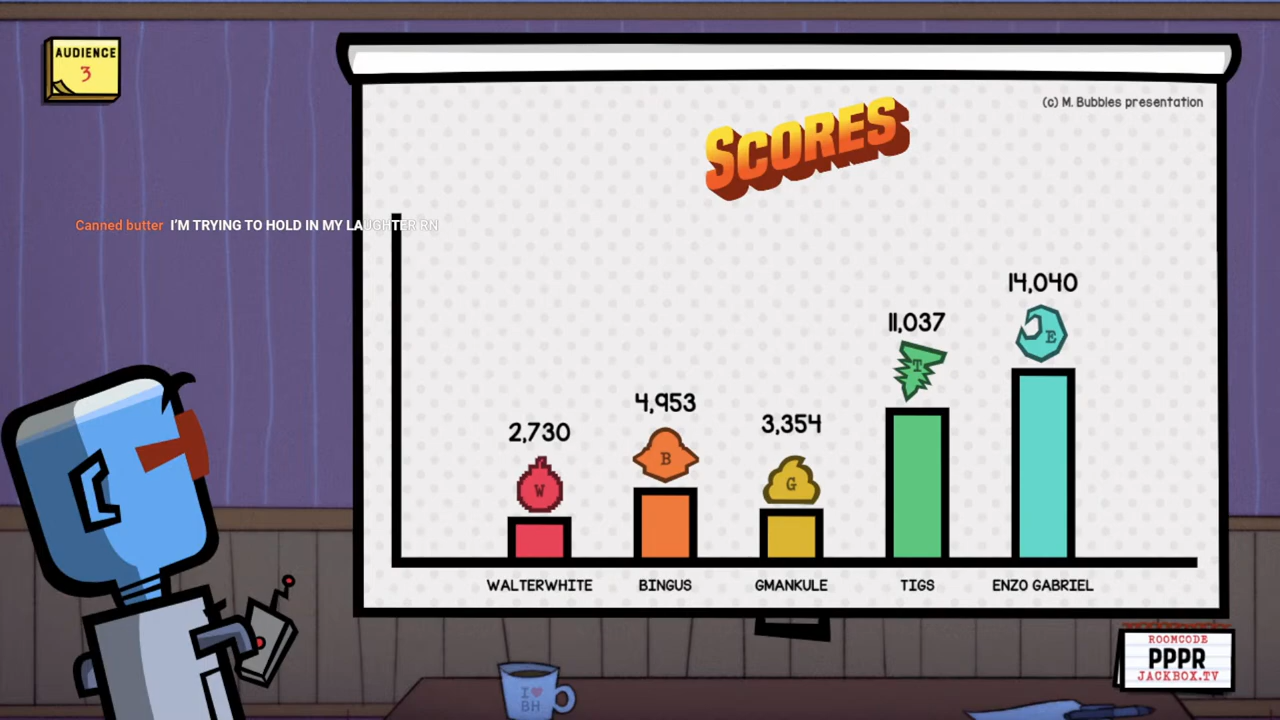 AUDIENCE
3
(c) M. Bubbles presentation
SCORES
Canned butter I'M TRYING TO HOLD IN MY LAUGHTER RN
14,040
E
11,037
T
4,953
B
3,354
G
2,730
W
WALTERWHITE BINGUS GMANKULE TIGS ENZO GABRIEL
ROOMCODE
PPPR
JACKBOX.TV
I ♥
BH